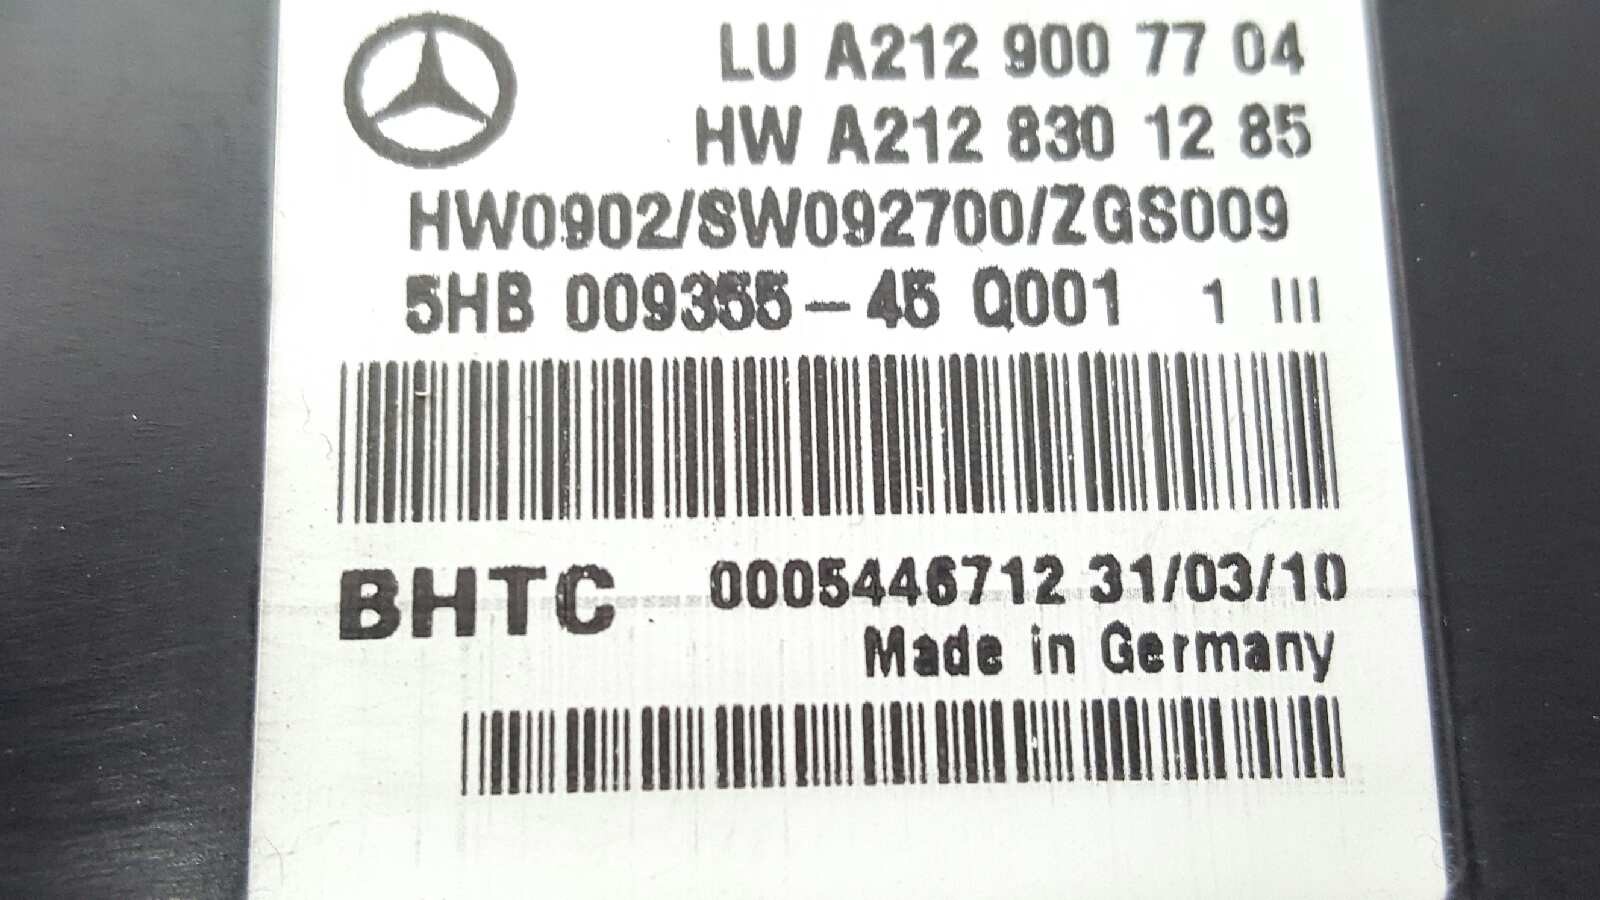 LU A212 900 77 04
HW A212 830 12 85
HW0902/SW092700/ZGS009
5HB 009355-45 Q001 1 III
BHTC 0005446712 31/03/10
Made in Germany